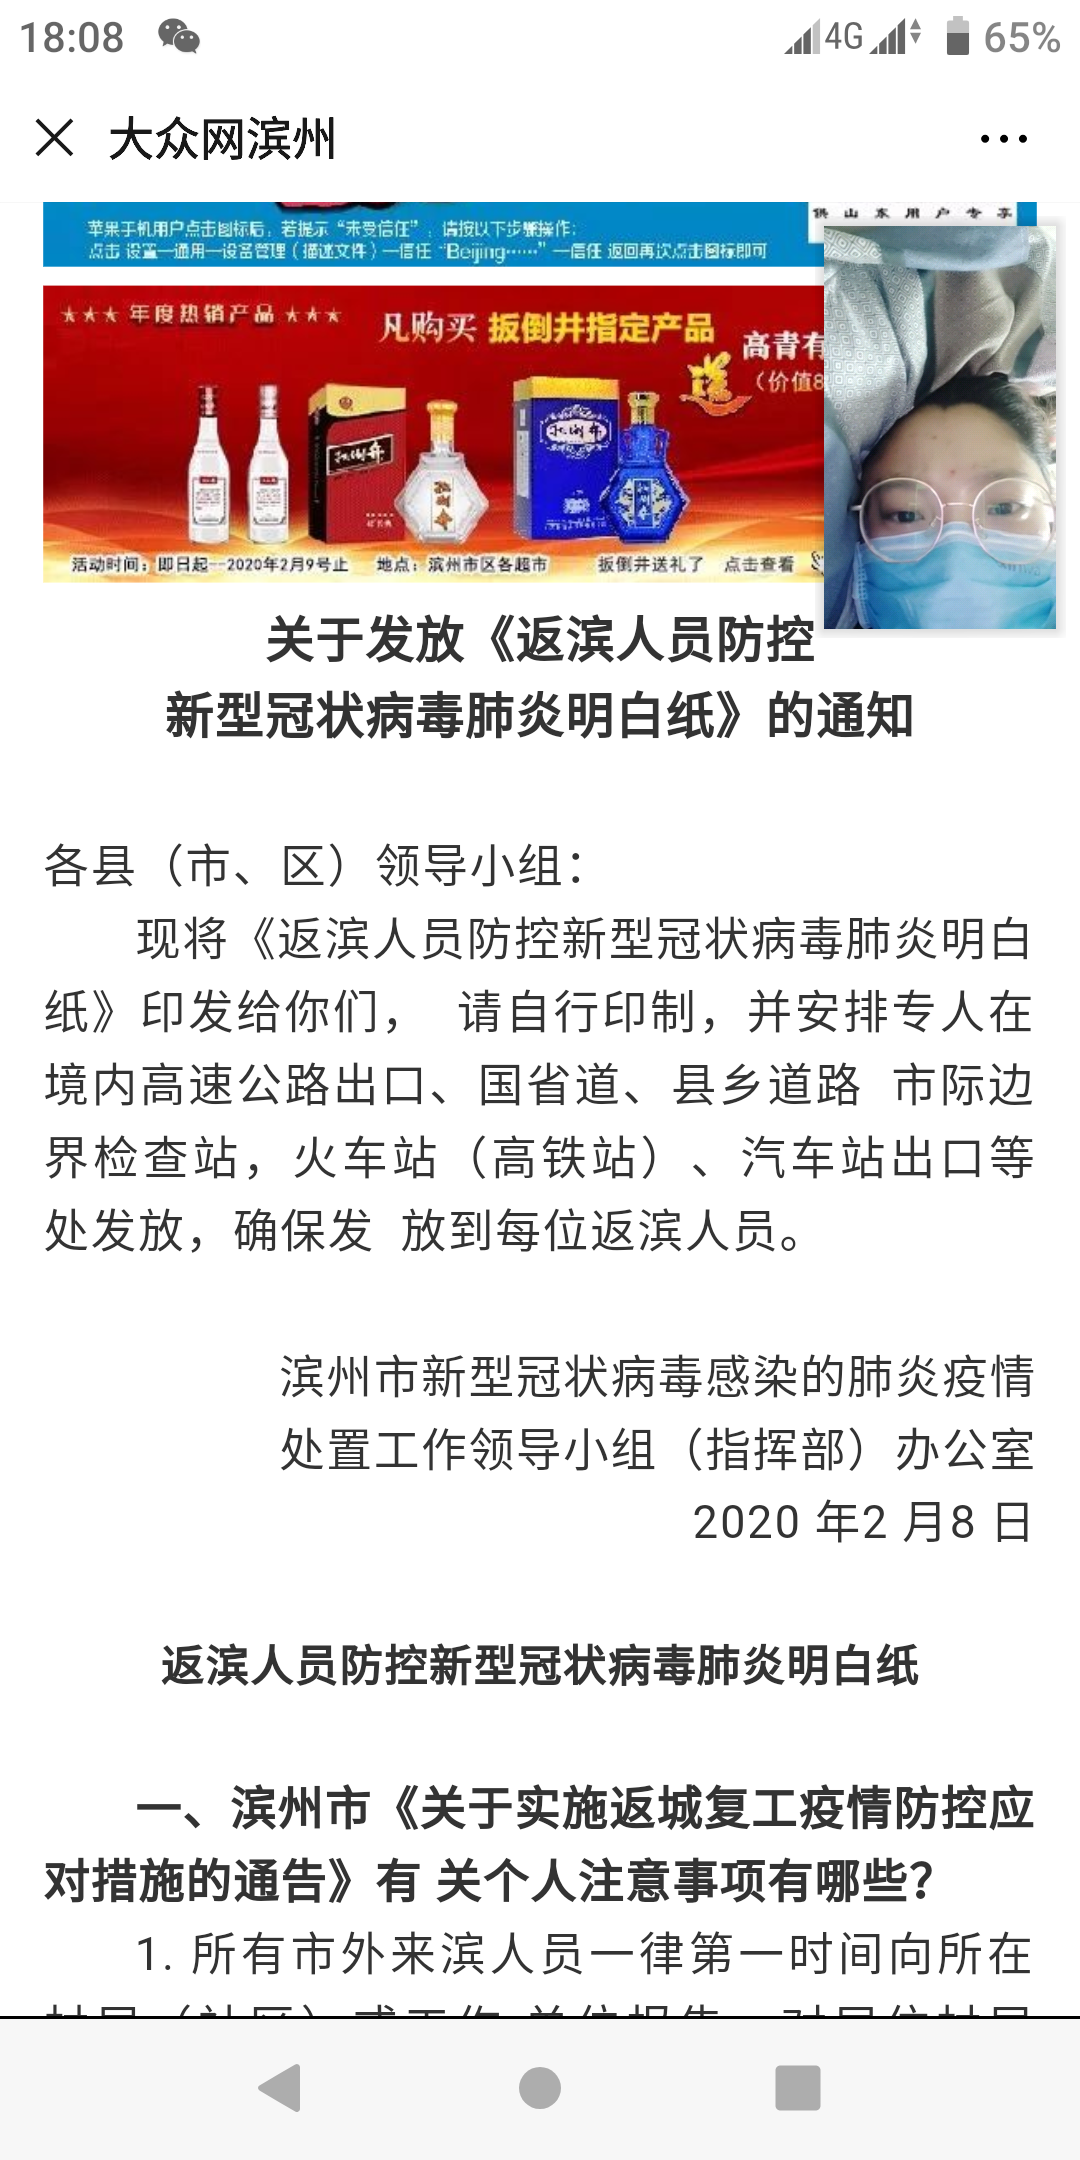 18:08
4G
65%
大众网滨州
苹果手机用户点击图标后，若提示“未受信任”，请按以下步骤操作：
点击 设置—通用—设备管理（描述文件）—信任 “Beijing……” —信任 返回再次点击图标即可
供山东用户专享
★★★ 年度热销产品 ★★★
凡购买 扳倒井指定产品
高青有
送
（价值8
扳倒井
扳倒井
活动时间：即日起--2020年2月9号止 地点：滨州市区各超市 扳倒井送礼了 点击查看
关于发放《返滨人员防控
新型冠状病毒肺炎明白纸》的通知
各县（市、区）领导小组：
现将《返滨人员防控新型冠状病毒肺炎明白
纸》印发给你们， 请自行印制，并安排专人在
境内高速公路出口、国省道、县乡道路 市际边
界检查站，火车站（高铁站）、汽车站出口等
处发放，确保发 放到每位返滨人员。
滨州市新型冠状病毒感染的肺炎疫情
处置工作领导小组（指挥部）办公室
2020 年2 月8 日
返滨人员防控新型冠状病毒肺炎明白纸
一、滨州市《关于实施返城复工疫情防控应
对措施的通告》有 关个人注意事项有哪些？
1. 所有市外来滨人员一律第一时间向所在